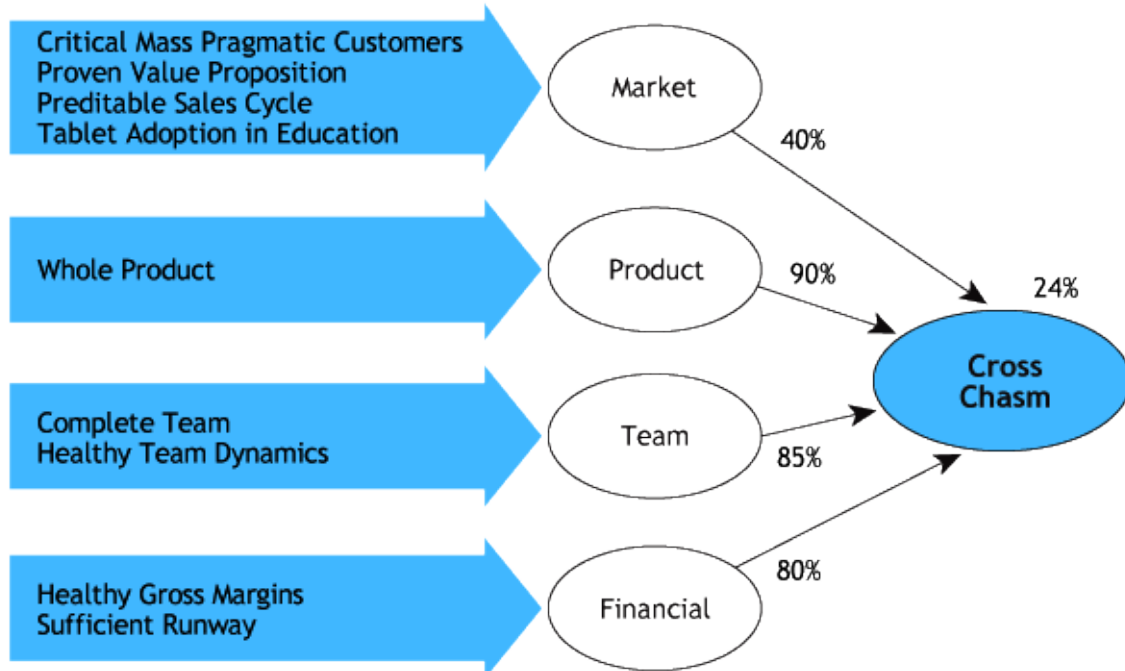 Critical Mass Pragmatic Customers
Proven Value Proposition
Preditable Sales Cycle
Tablet Adoption in Education
Market
40%
Whole Product
Product
90%
24%
Cross
Chasm
Complete Team
Healthy Team Dynamics
Team
85%
Healthy Gross Margins
Sufficient Runway
Financial
80%